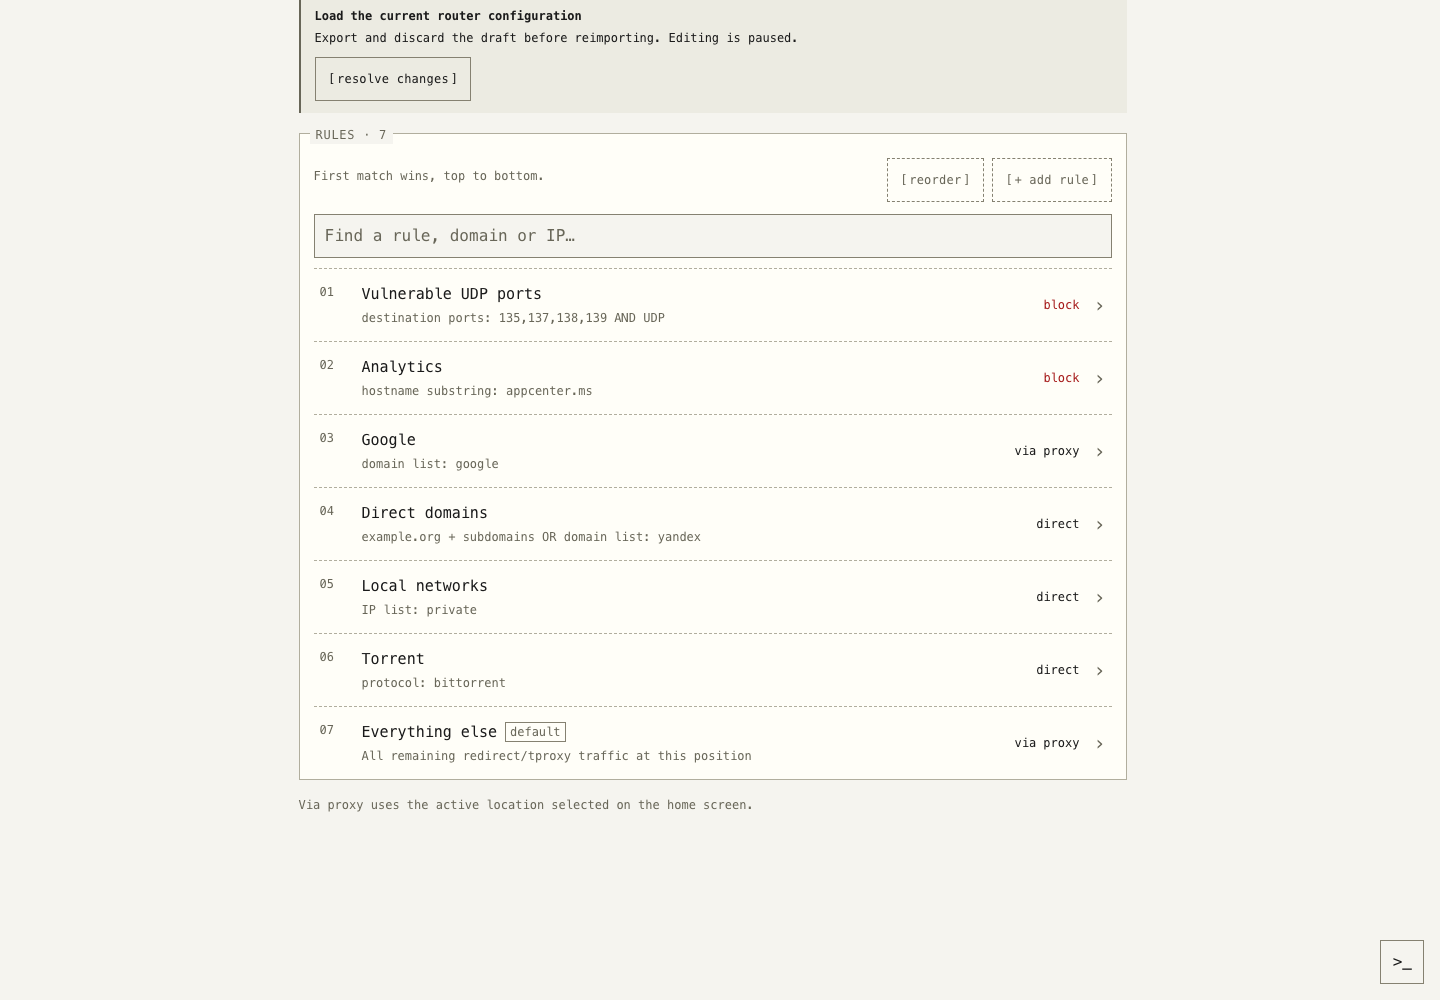 Load the current router configuration
Export and discard the draft before reimporting. Editing is paused.
[resolve changes]
RULES · 7
First match wins, top to bottom.
[reorder]
[+ add rule]
Find a rule, domain or IP…
01
Vulnerable UDP ports
destination ports: 135,137,138,139 AND UDP
block ›
02
Analytics
hostname substring: appcenter.ms
block ›
03
Google
domain list: google
via proxy ›
04
Direct domains
example.org + subdomains OR domain list: yandex
direct ›
05
Local networks
IP list: private
direct ›
06
Torrent
protocol: bittorrent
direct ›
07
Everything else default
All remaining redirect/tproxy traffic at this position
via proxy ›
Via proxy uses the active location selected on the home screen.
>_